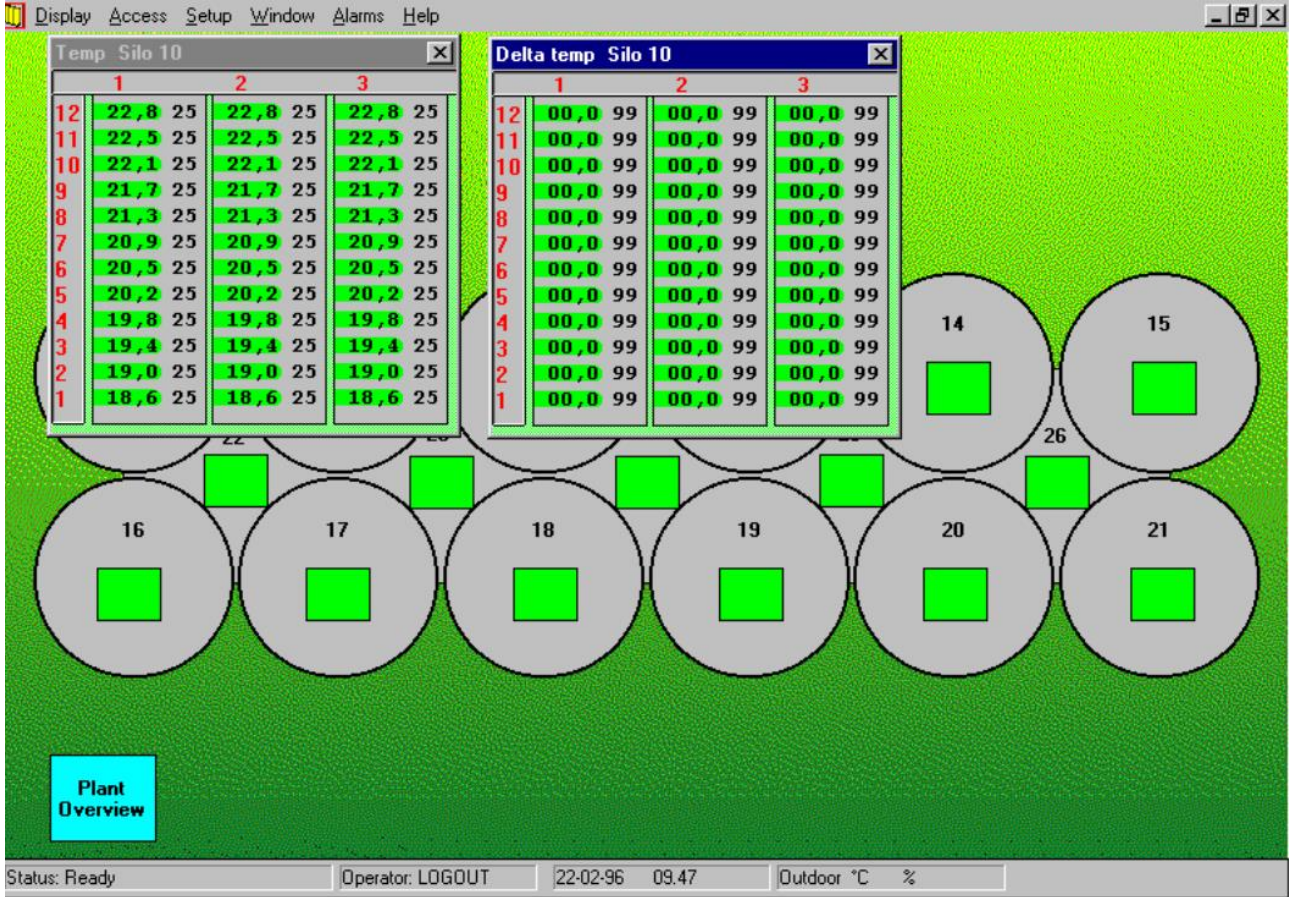 Display Access Setup Window Alarms Help
Temp Silo 10
1 2 3
12 22,8 25 22,8 25 22,8 25
11 22,5 25 22,5 25 22,5 25
10 22,1 25 22,1 25 22,1 25
9 21,7 25 21,7 25 21,7 25
8 21,3 25 21,3 25 21,3 25
7 20,9 25 20,9 25 20,9 25
6 20,5 25 20,5 25 20,5 25
5 20,2 25 20,2 25 20,2 25
4 19,8 25 19,8 25 19,8 25
3 19,4 25 19,4 25 19,4 25
2 19,0 25 19,0 25 19,0 25
1 18,6 25 18,6 25 18,6 25
Delta temp Silo 10
1 2 3
12 00,0 99 00,0 99 00,0 99
11 00,0 99 00,0 99 00,0 99
10 00,0 99 00,0 99 00,0 99
9 00,0 99 00,0 99 00,0 99
8 00,0 99 00,0 99 00,0 99
7 00,0 99 00,0 99 00,0 99
6 00,0 99 00,0 99 00,0 99
5 00,0 99 00,0 99 00,0 99
4 00,0 99 00,0 99 00,0 99
3 00,0 99 00,0 99 00,0 99
2 00,0 99 00,0 99 00,0 99
1 00,0 99 00,0 99 00,0 99
14 15
22 26
16 17 18 19 20 21
Plant
Overview
Status: Ready Operator: LOGOUT 22-02-96 09.47 Outdoor °C %